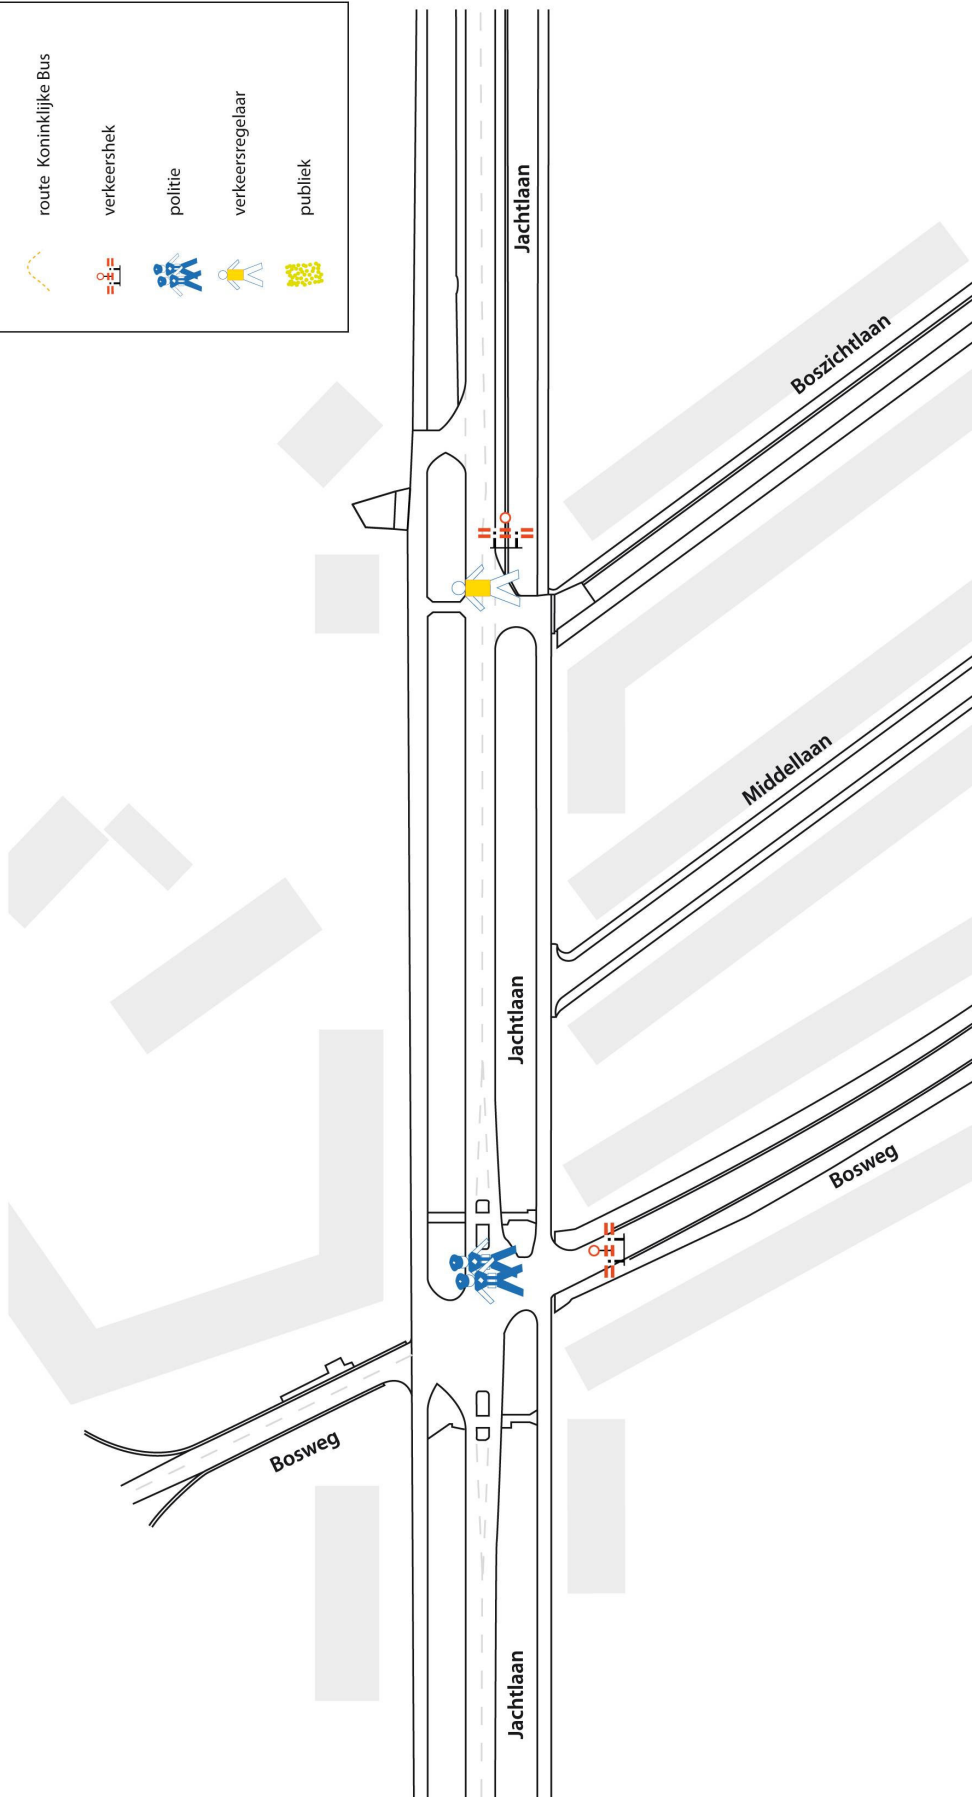 route Koninklijke Bus
verkeershek
politie
verkeersregelaar
publiek
Jachtlaan
Boszichtlaan
Middellaan
Jachtlaan
Bosweg
Bosweg
Jachtlaan